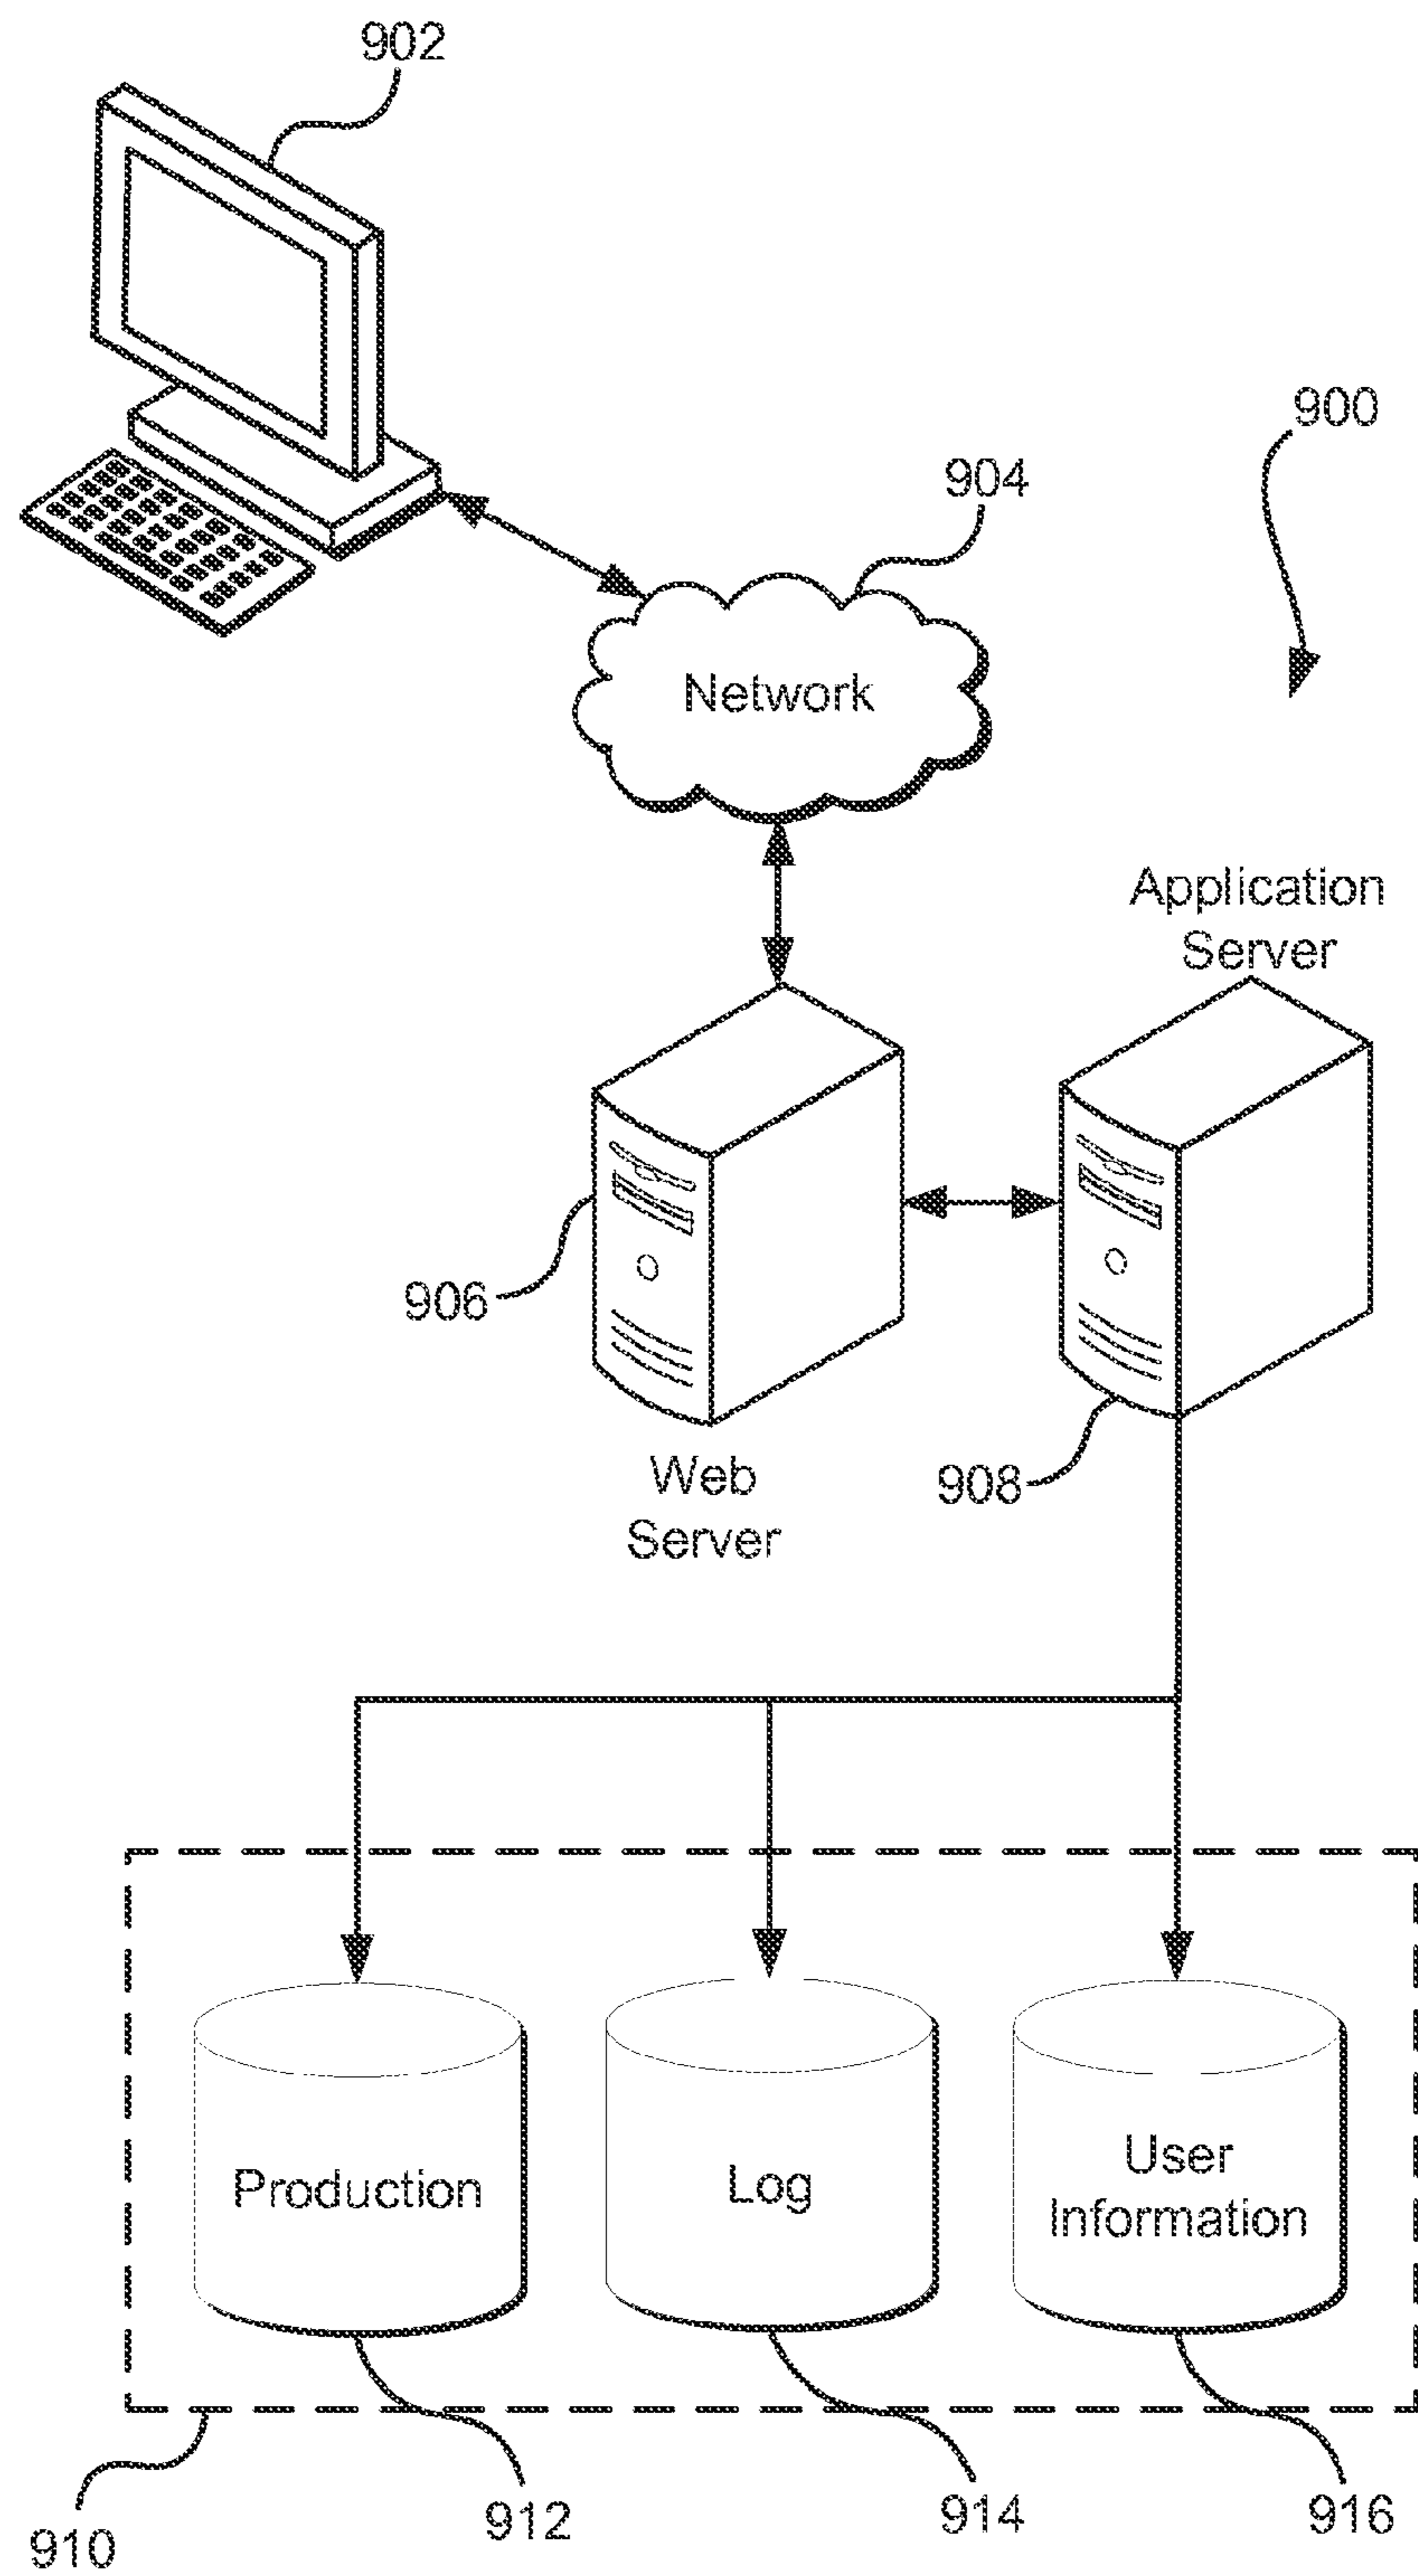 902
900
904
Network
Application
Server
906
Web
Server
908
Production
Log
User
Information
910
912
914
916